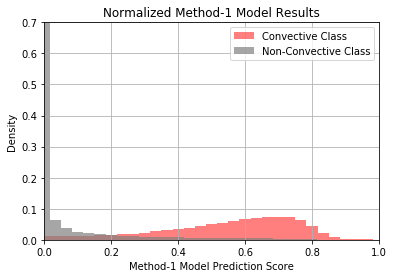 Normalized Method-1 Model Results
Convective Class
Non-Convective Class
Density
0.7
0.6
0.5
0.4
0.3
0.2
0.1
0.0
0.0 0.2 0.4 0.6 0.8 1.0
Method-1 Model Prediction Score